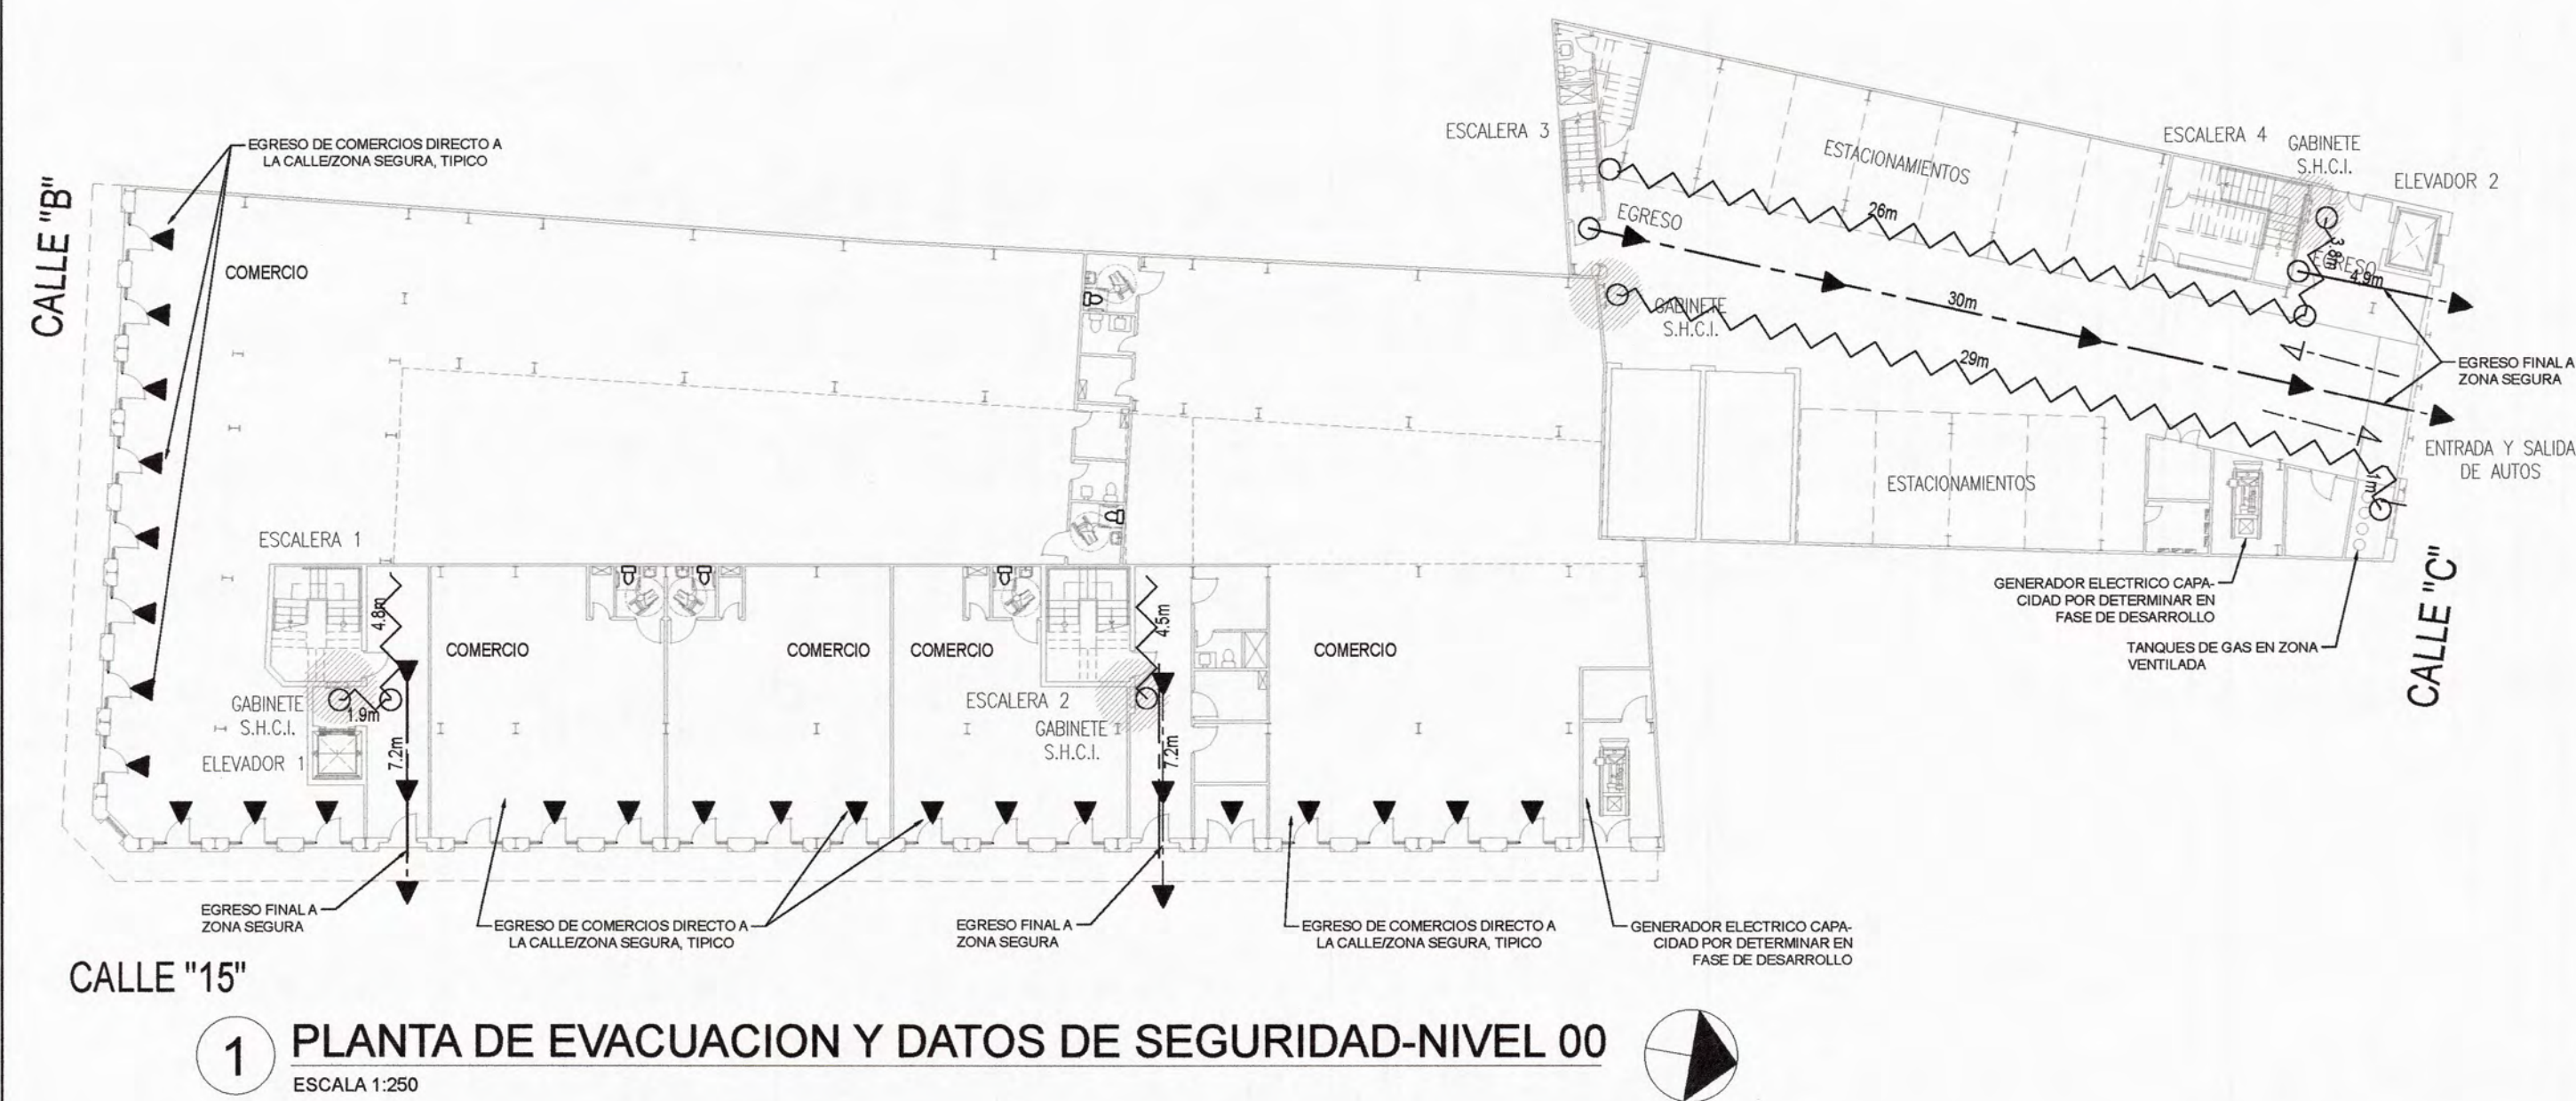 EGRESO DE COMERCIOS DIRECTO A
LA CALLE/ZONA SEGURA, TIPICO
CALLE "B"
COMERCIO
ESCALERA 3
ESTACIONAMIENTOS
ESCALERA 4
GABINETE
S.H.C.I.
ELEVADOR 2
EGRESO
26m
3.8m
EGRESO
4.9m
30m
GABINETE
S.H.C.I.
29m
EGRESO FINAL A
ZONA SEGURA
ENTRADA Y SALIDA
DE AUTOS
ESTACIONAMIENTOS
1m
GENERADOR ELECTRICO CAPA-
CIDAD POR DETERMINAR EN
FASE DE DESARROLLO
TANQUES DE GAS EN ZONA
VENTILADA
CALLE "C"
ESCALERA 1
4.8m
COMERCIO
COMERCIO
COMERCIO
4.5m
COMERCIO
GABINETE
S.H.C.I.
1.9m
ELEVADOR 1
7.2m
ESCALERA 2
GABINETE
S.H.C.I.
7.2m
EGRESO FINAL A
ZONA SEGURA
EGRESO DE COMERCIOS DIRECTO A
LA CALLE/ZONA SEGURA, TIPICO
EGRESO FINAL A
ZONA SEGURA
EGRESO DE COMERCIOS DIRECTO A
LA CALLE/ZONA SEGURA, TIPICO
GENERADOR ELECTRICO CAPA-
CIDAD POR DETERMINAR EN
FASE DE DESARROLLO
CALLE "15"
1
PLANTA DE EVACUACION Y DATOS DE SEGURIDAD-NIVEL 00
ESCALA 1:250